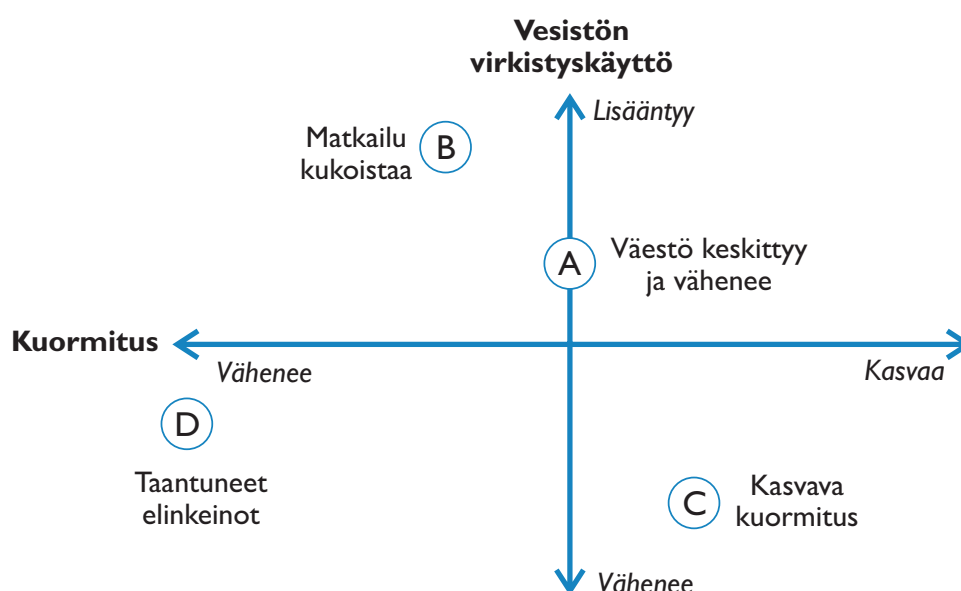 Vesistön
virkistyskäyttö
Lisääntyy
Matkailu
kukoistaa
B
A
Väestö keskittyy
ja vähenee
Kuormitus
Vähenee
Kasvaa
D
Taantuneet
elinkeinot
C
Kasvava
kuormitus
Vähenee